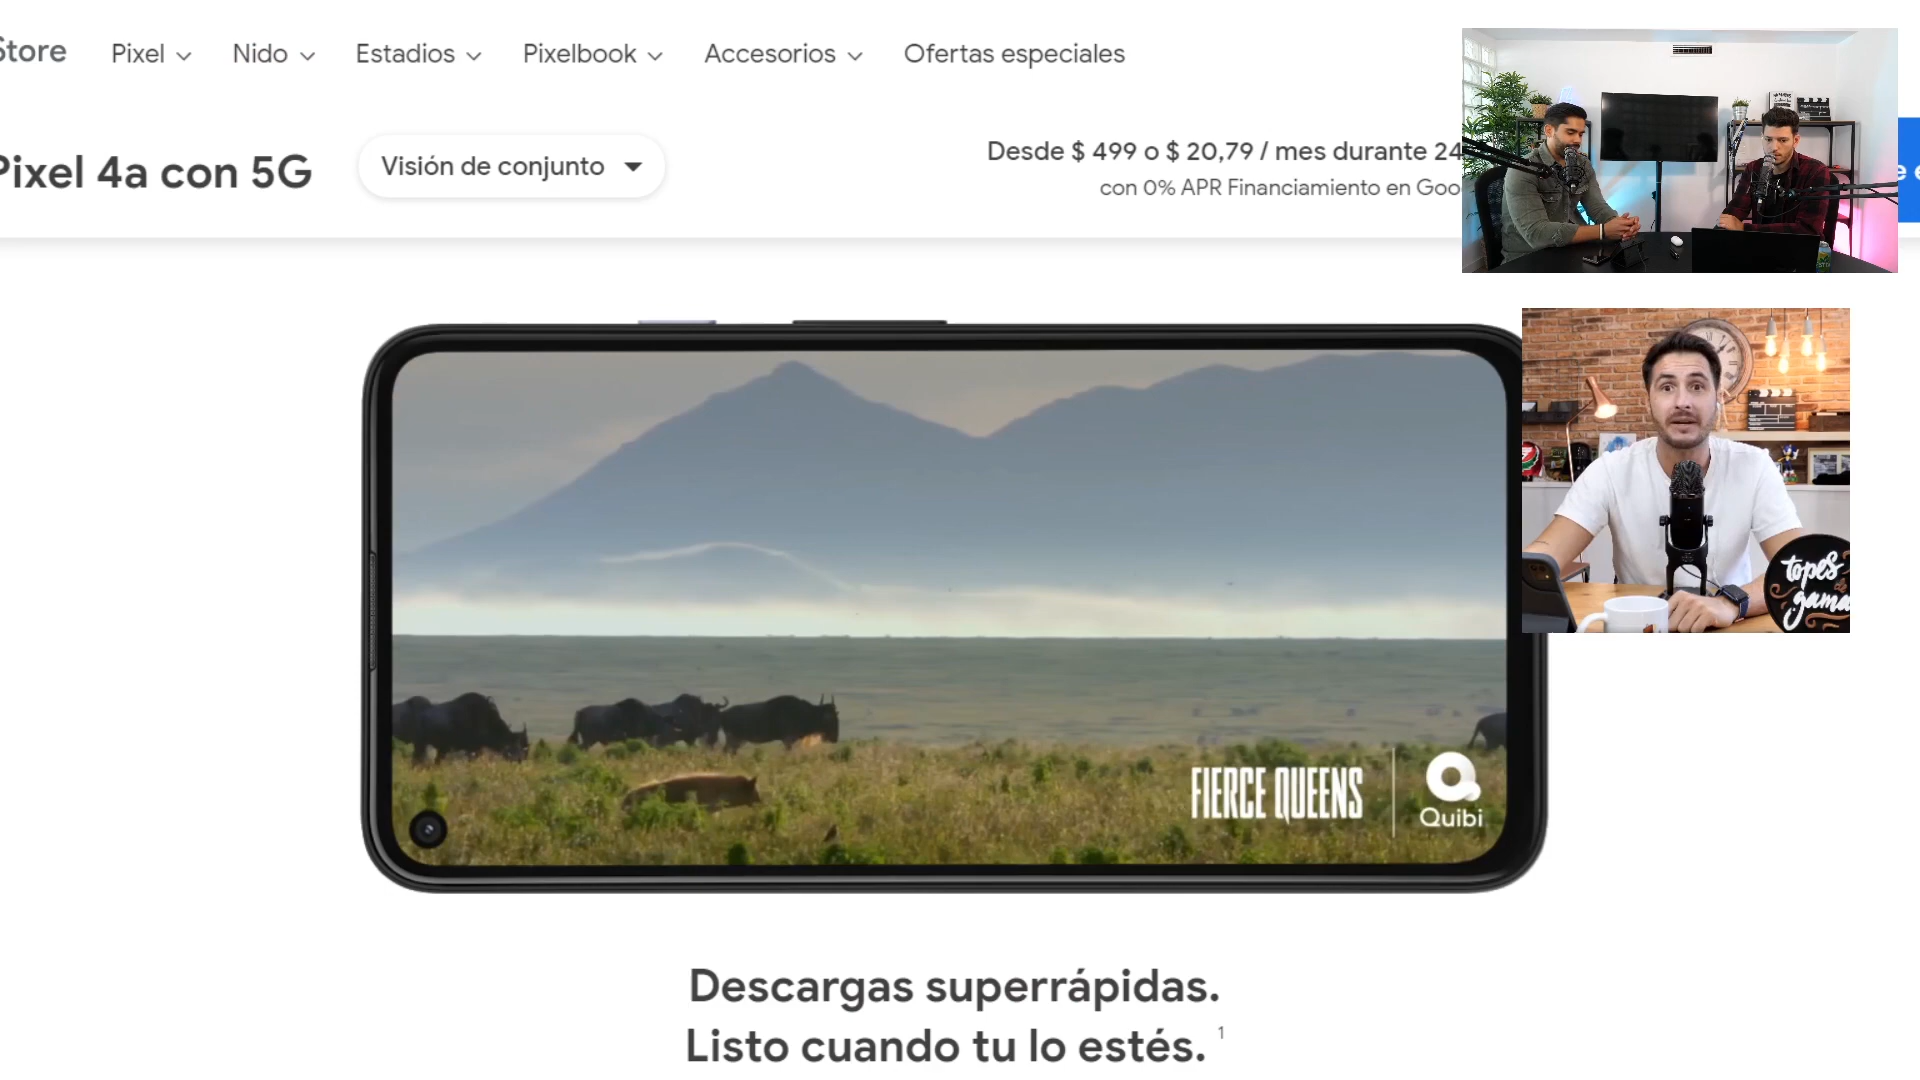 Store
Pixel
Nido
Estadios
Pixelbook
Accesorios
Ofertas especiales
Pixel 4a con 5G
Visión de conjunto
Desde $ 499 o $ 20,79 / mes durante 24
con 0% APR Financiamiento en Goo
FIERCE QUEENS
Quibi
topes
de
gama
Descargas superrápidas.
Listo cuando tu lo estés. 1